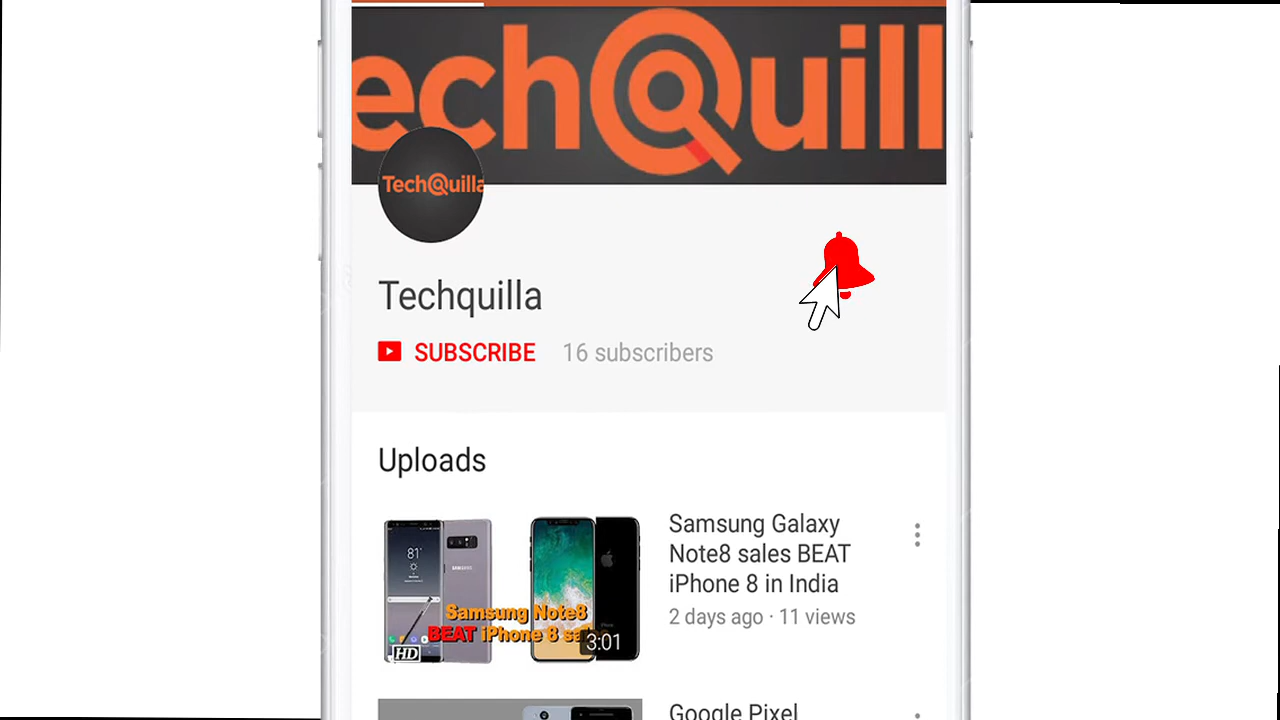 echQuill
TechQuilla
Techquilla
SUBSCRIBE 16 subscribers
Uploads
Samsung Galaxy
Note8 sales BEAT
iPhone 8 in India
2 days ago · 11 views
81°
SAMSUNG
Samsung Note8
BEAT iPhone 8 sa
3:01
HD
Google Pixel